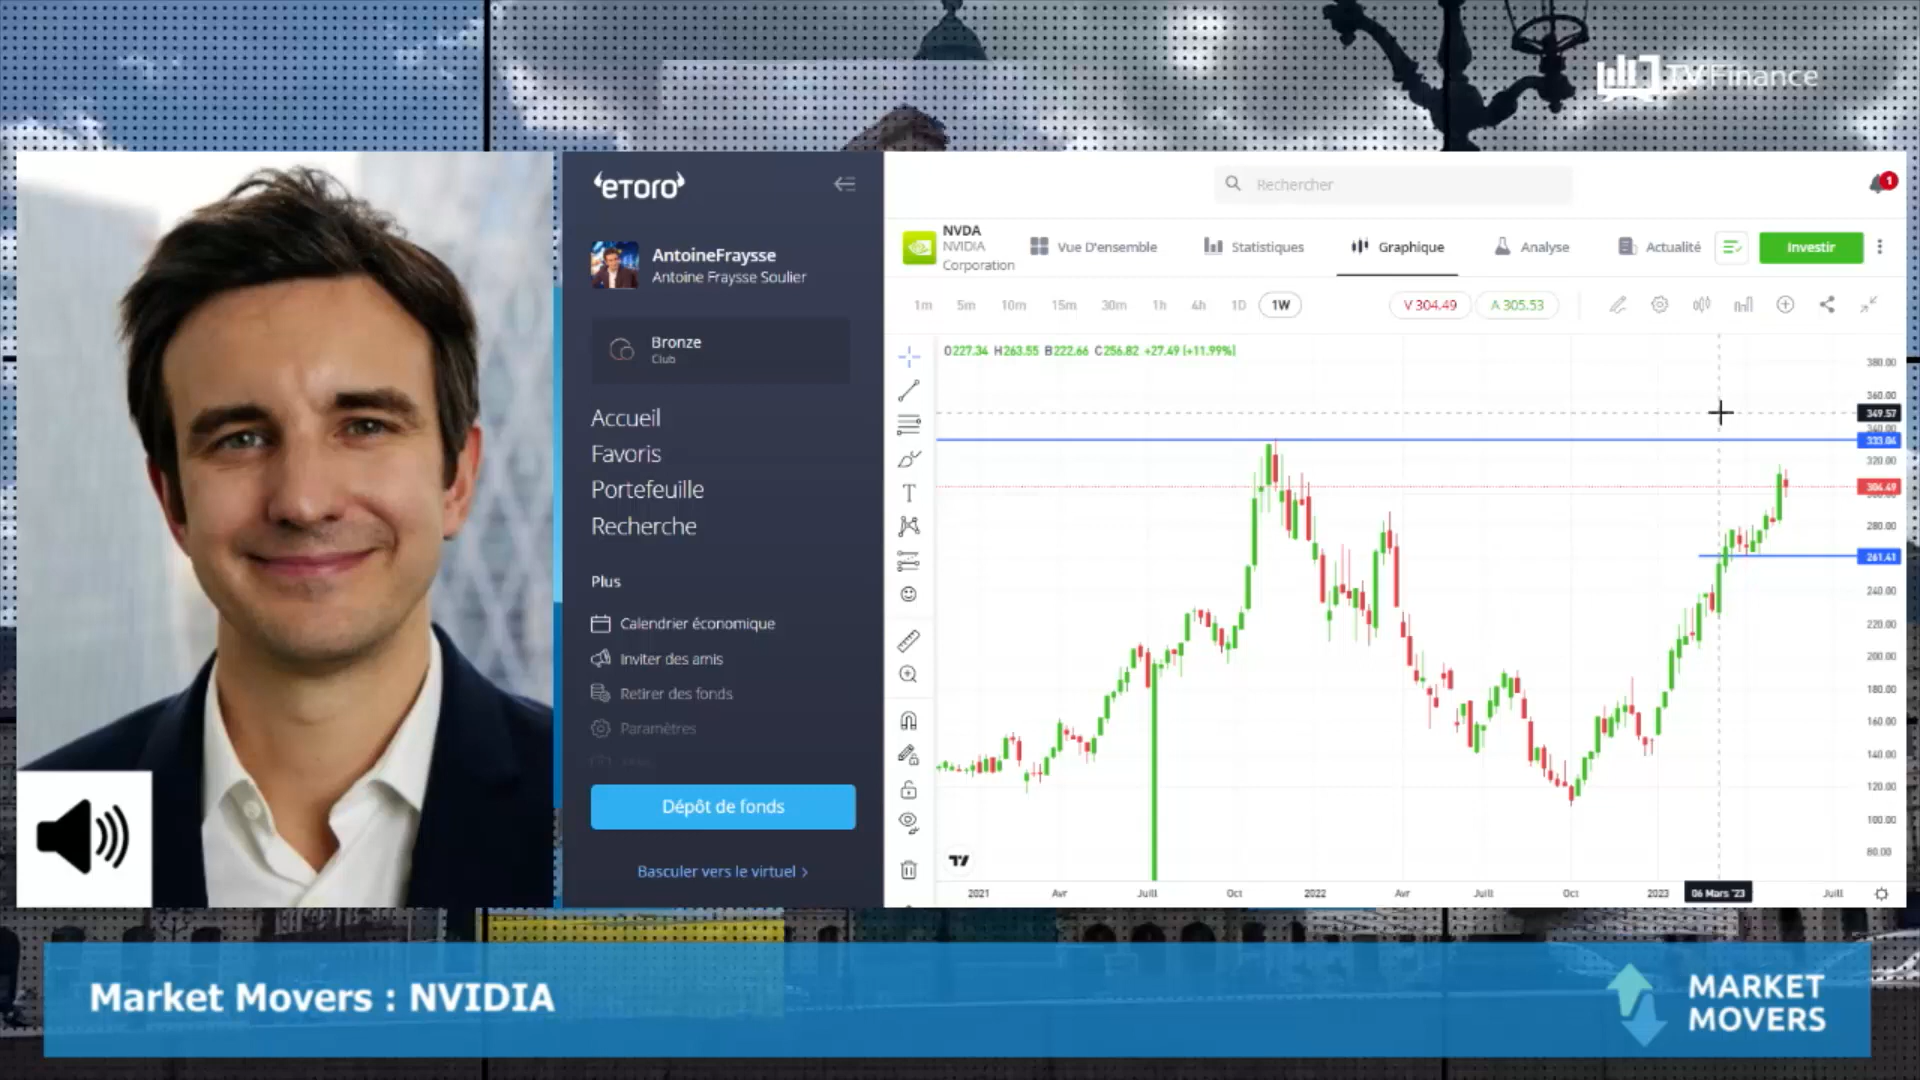 TVFinance
eToro
AntoineFraysse
Antoine Fraysse Soulier
Bronze
Club
Accueil
Favoris
Portefeuille
Recherche
Plus
Calendrier économique
Inviter des amis
Retirer des fonds
Paramètres
Dépôt de fonds
Basculer vers le virtuel >
Rechercher
1
NVDA
NVIDIA
Corporation
Vue D'ensemble
Statistiques
Graphique
Analyse
Actualité
Investir
1m 5m 10m 15m 30m 1h 4h 1D 1W
V 304.49
A 305.53
O227.34 H263.55 B222.66 C256.82 +27.49 (+11.99%)
380.00
360.00
349.57
340.00
333.04
320.00
304.49
280.00
261.41
240.00
220.00
200.00
180.00
160.00
140.00
120.00
100.00
80.00
2021 Avr Juill Oct 2022 Avr Juill Oct 2023 06 Mars '23 Juill
Market Movers : NVIDIA
MARKET
MOVERS